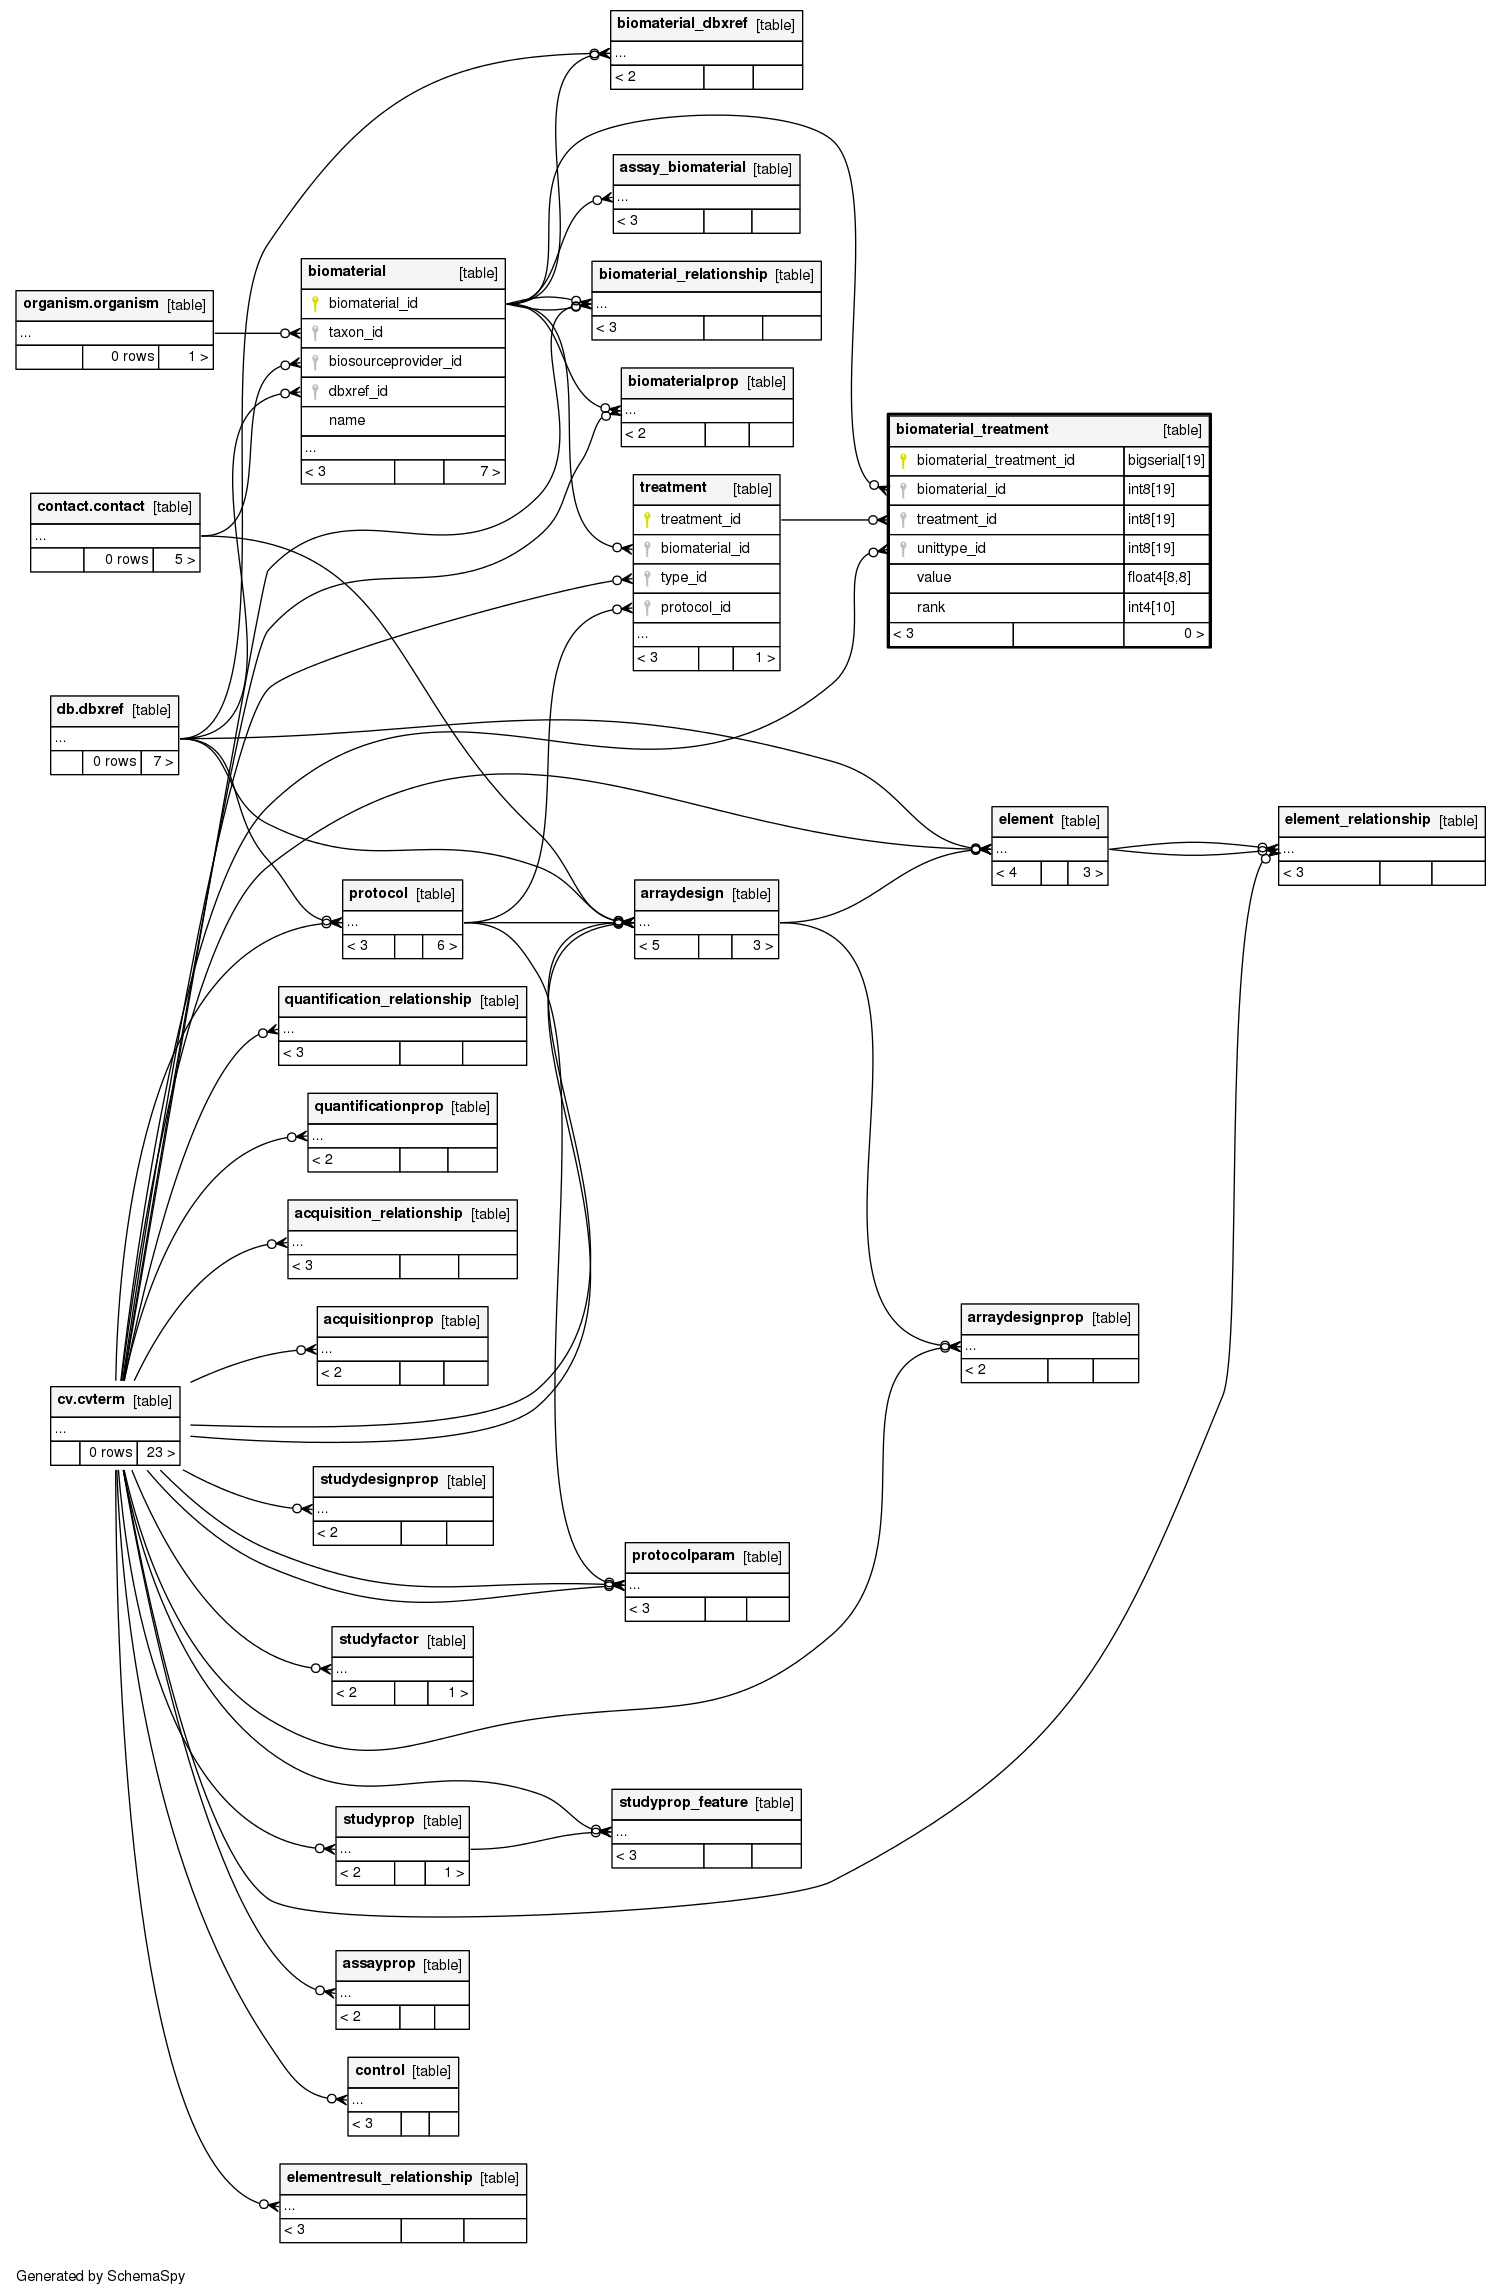 biomaterial_dbxref [table]
...
< 2
assay_biomaterial [table]
...
< 3
biomaterial [table]
biomaterial_id
taxon_id
biosourceprovider_id
dbxref_id
name
...
< 3 7 >
biomaterial_relationship [table]
...
< 3
organism.organism [table]
...
0 rows 1 >
biomaterialprop [table]
...
< 2
biomaterial_treatment [table]
biomaterial_treatment_id bigserial[19]
biomaterial_id int8[19]
treatment_id int8[19]
unittype_id int8[19]
value float4[8,8]
rank int4[10]
< 3 0 >
treatment [table]
treatment_id
biomaterial_id
type_id
protocol_id
...
< 3 1 >
contact.contact [table]
...
0 rows 5 >
db.dbxref [table]
...
0 rows 7 >
element [table]
...
< 4 3 >
element_relationship [table]
...
< 3
protocol [table]
...
< 3 6 >
arraydesign [table]
...
< 5 3 >
quantification_relationship [table]
...
< 3
quantificationprop [table]
...
< 2
acquisition_relationship [table]
...
< 3
acquisitionprop [table]
...
< 2
arraydesignprop [table]
...
< 2
cv.cvterm [table]
...
0 rows 23 >
studydesignprop [table]
...
< 2
protocolparam [table]
...
< 3
studyfactor [table]
...
< 2 1 >
studyprop_feature [table]
...
< 3
studyprop [table]
...
< 2 1 >
assayprop [table]
...
< 2
control [table]
...
< 3
elementresult_relationship [table]
...
< 3
Generated by SchemaSpy